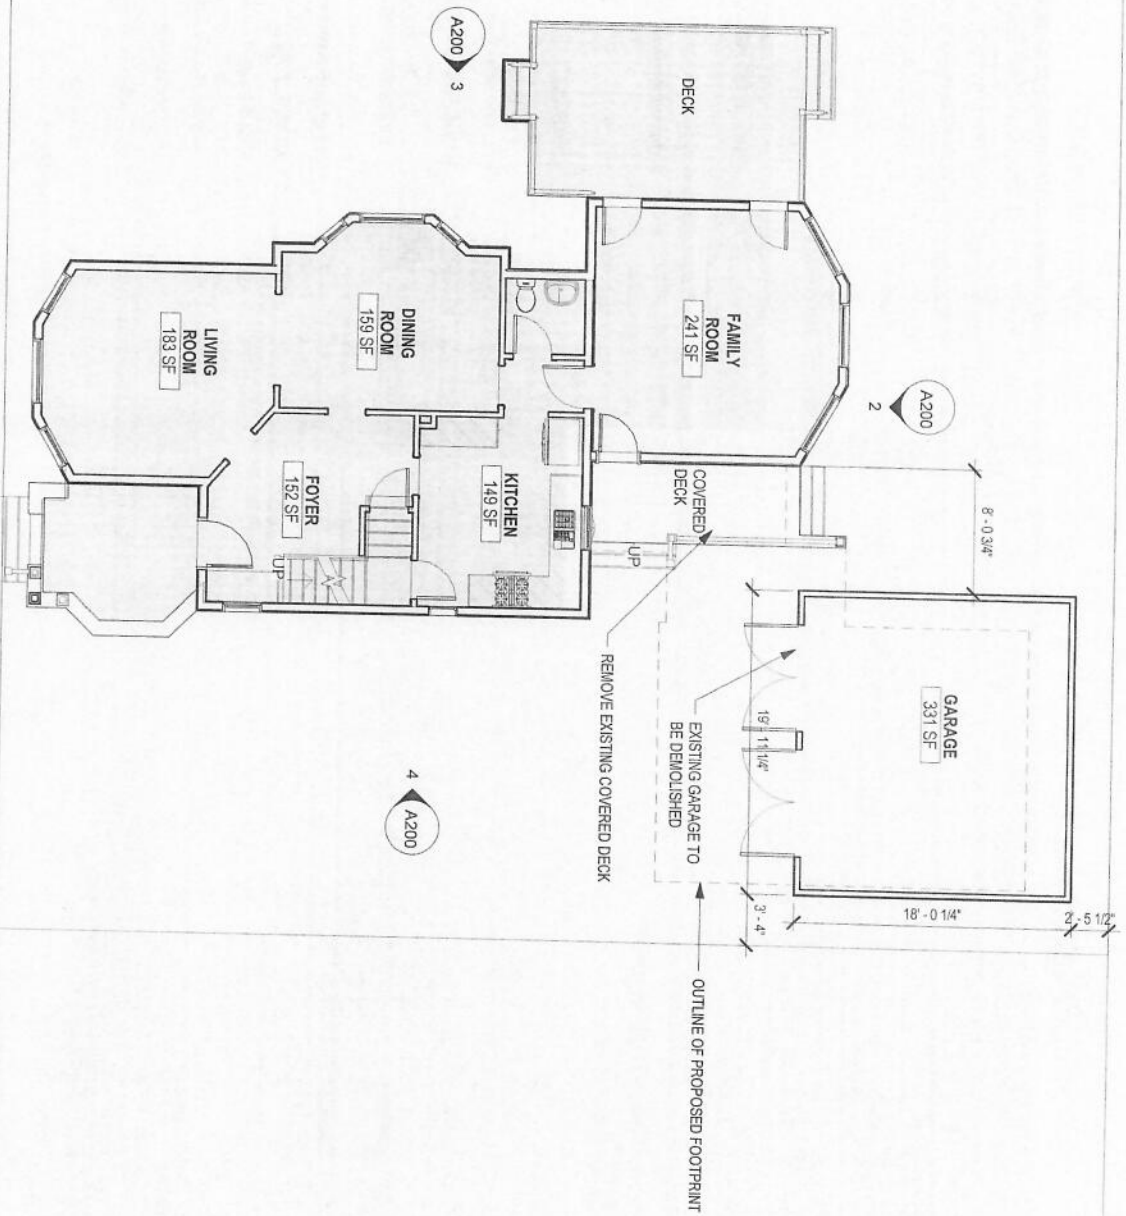 A200
3
DECK
FAMILY
ROOM
241 SF
A200
2
DINING
ROOM
159 SF
LIVING
ROOM
183 SF
FOYER
152 SF
KITCHEN
149 SF
UP
UP
COVERED
DECK
8' - 0 3/4"
REMOVE EXISTING COVERED DECK
GARAGE
331 SF
19' 11 1/4"
EXISTING GARAGE TO
BE DEMOLISHED
3' - 4"
18' - 0 1/4"
2' - 5 1/2"
OUTLINE OF PROPOSED FOOTPRINT
4
A200